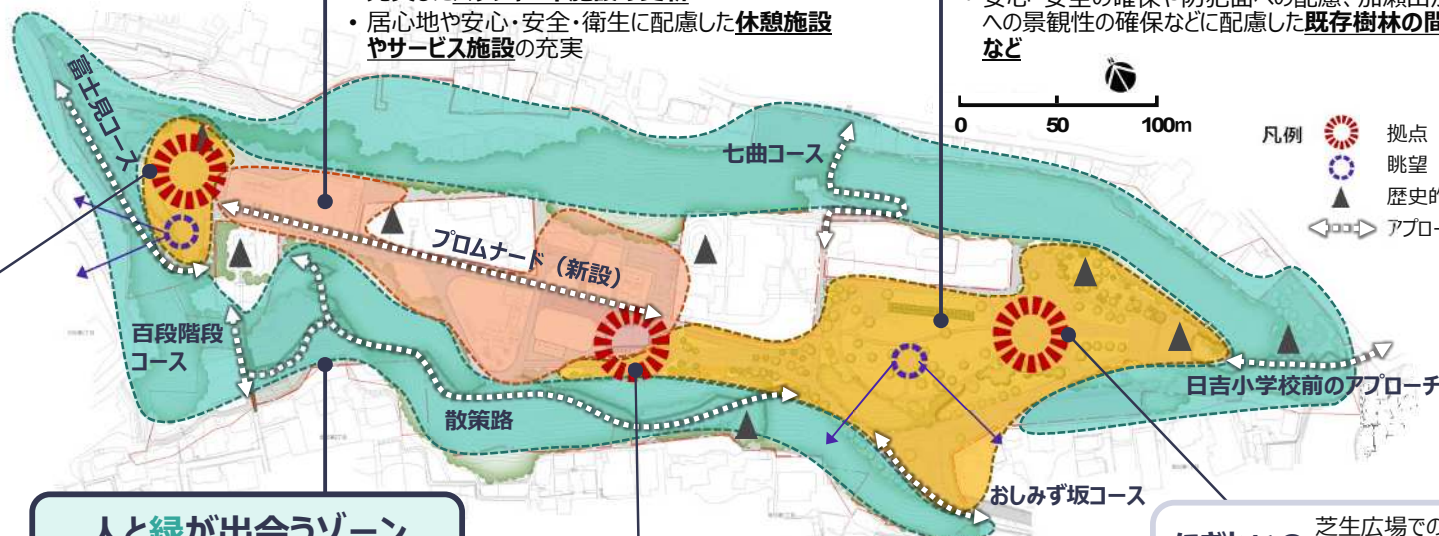 ・居心地や安心・安全・衛生に配慮した休憩施設
やサービス施設の充実
への景観性の確保などに配慮した既存樹林の間
など
0 50 100m
凡例
拠点
眺望
歴史的
アプロー
富士見コース
七曲コース
プロムナード（新設）
百段階段
コース
散策路
日吉小学校前のアプローチ
おしみず坂コース
人と緑が出会うゾーン
芝生広場での